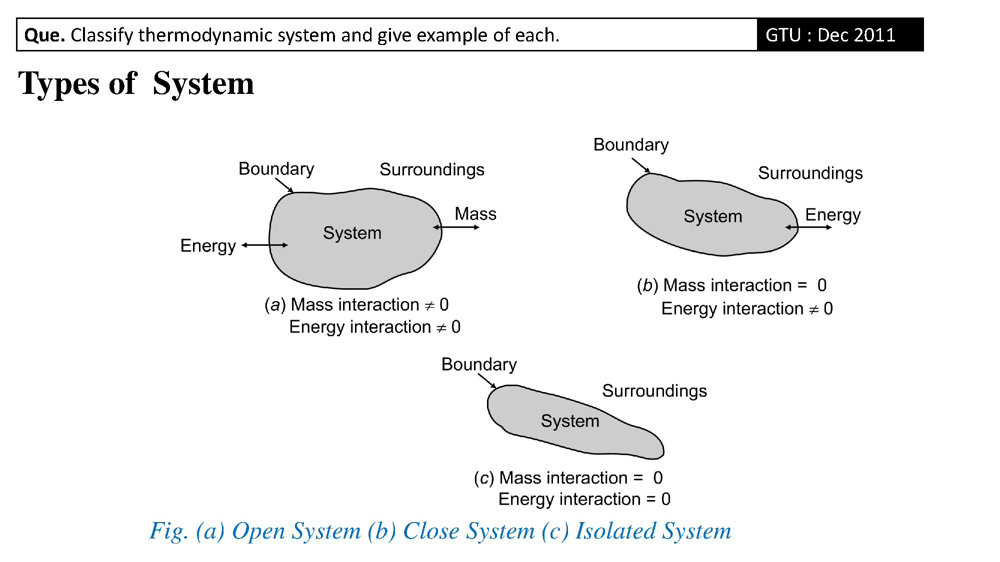 Que. Classify thermodynamic system and give example of each.
GTU : Dec 2011
Types of System
Boundary
Surroundings
Mass
System
Energy
(a) Mass interaction ≠ 0
Energy interaction ≠ 0
Boundary
Surroundings
Energy
System
(b) Mass interaction = 0
Energy interaction ≠ 0
Boundary
Surroundings
System
(c) Mass interaction = 0
Energy interaction = 0
Fig. (a) Open System (b) Close System (c) Isolated System